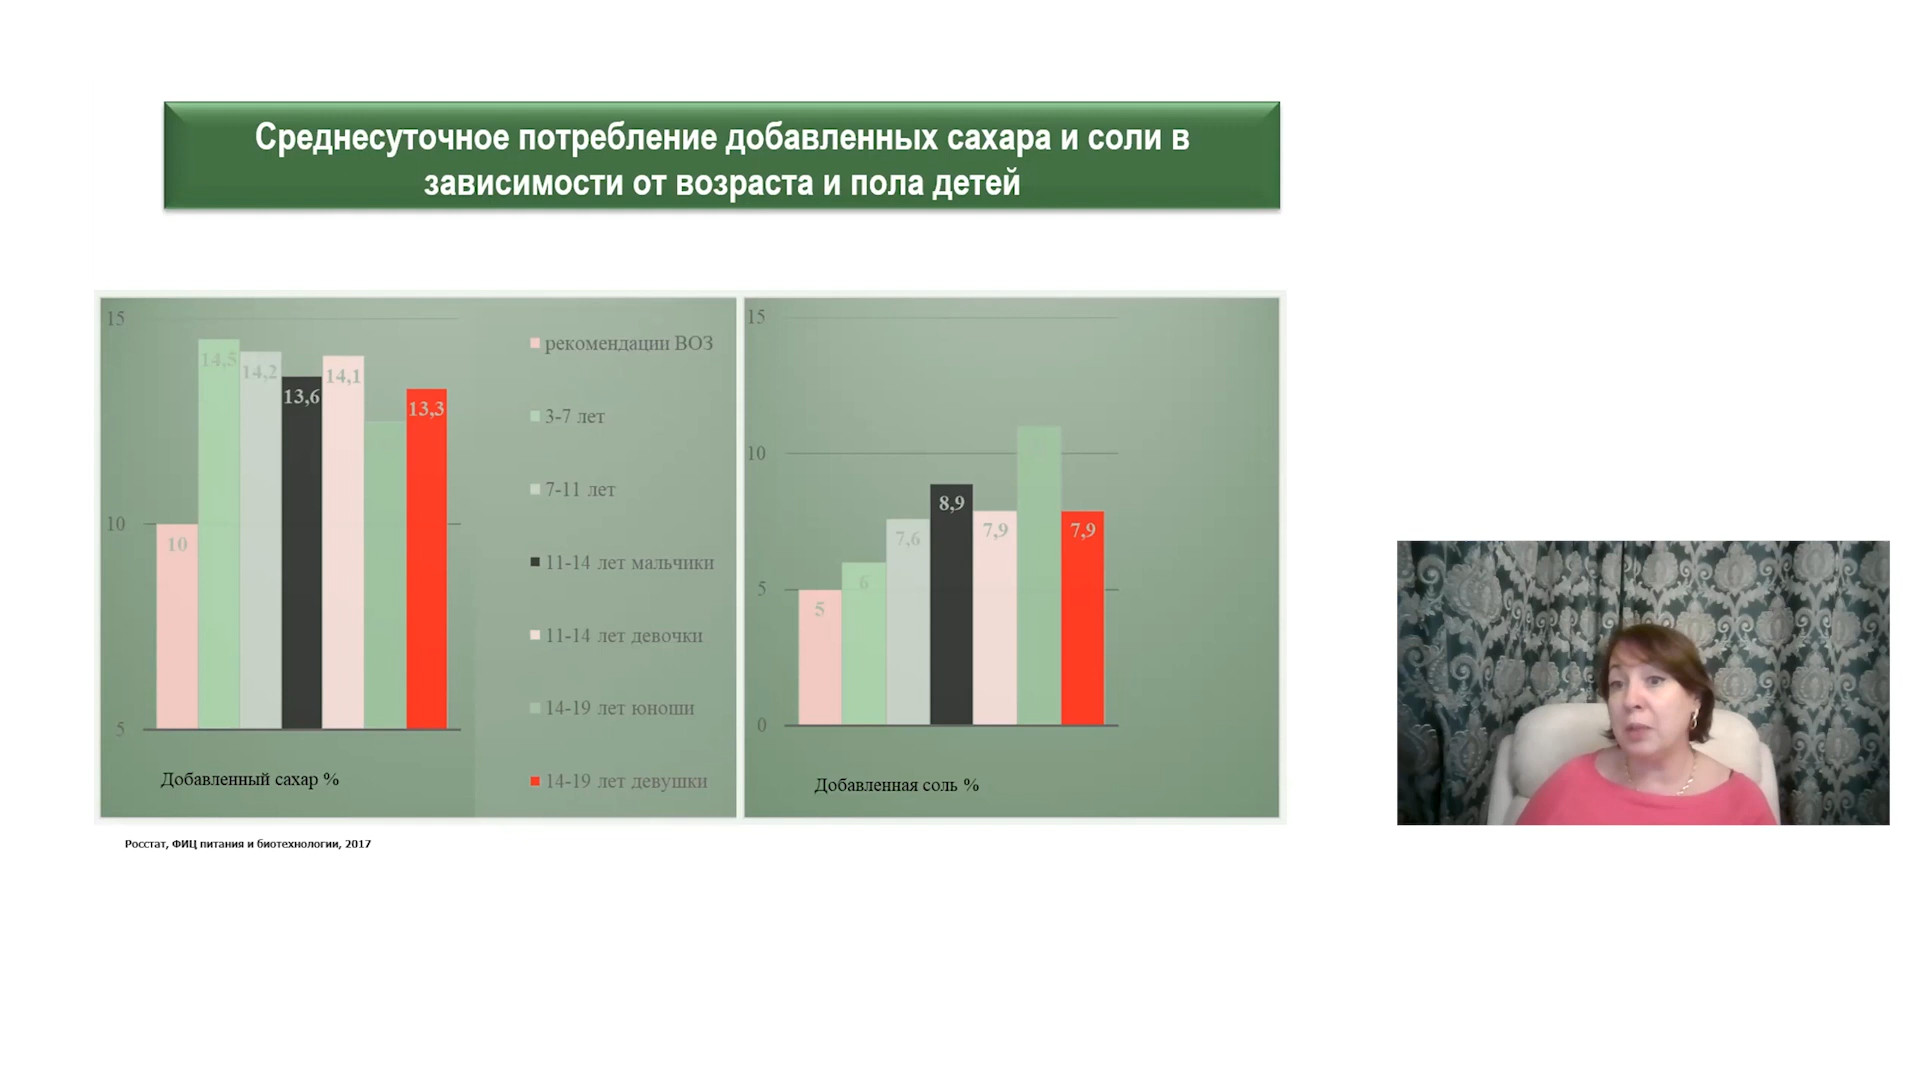 Среднесуточное потребление добавленных сахара и соли в
зависимости от возраста и пола детей
15
10
5
10
14,5
14,2
13,6
14,1
13,3
Добавленный сахар %
рекомендации ВОЗ
3-7 лет
7-11 лет
11-14 лет мальчики
11-14 лет девочки
14-19 лет юноши
14-19 лет девушки
15
10
5
0
5
6
7,6
8,9
7,9
7,9
Добавленная соль %
Росстат, ФИЦ питания и биотехнологии, 2017